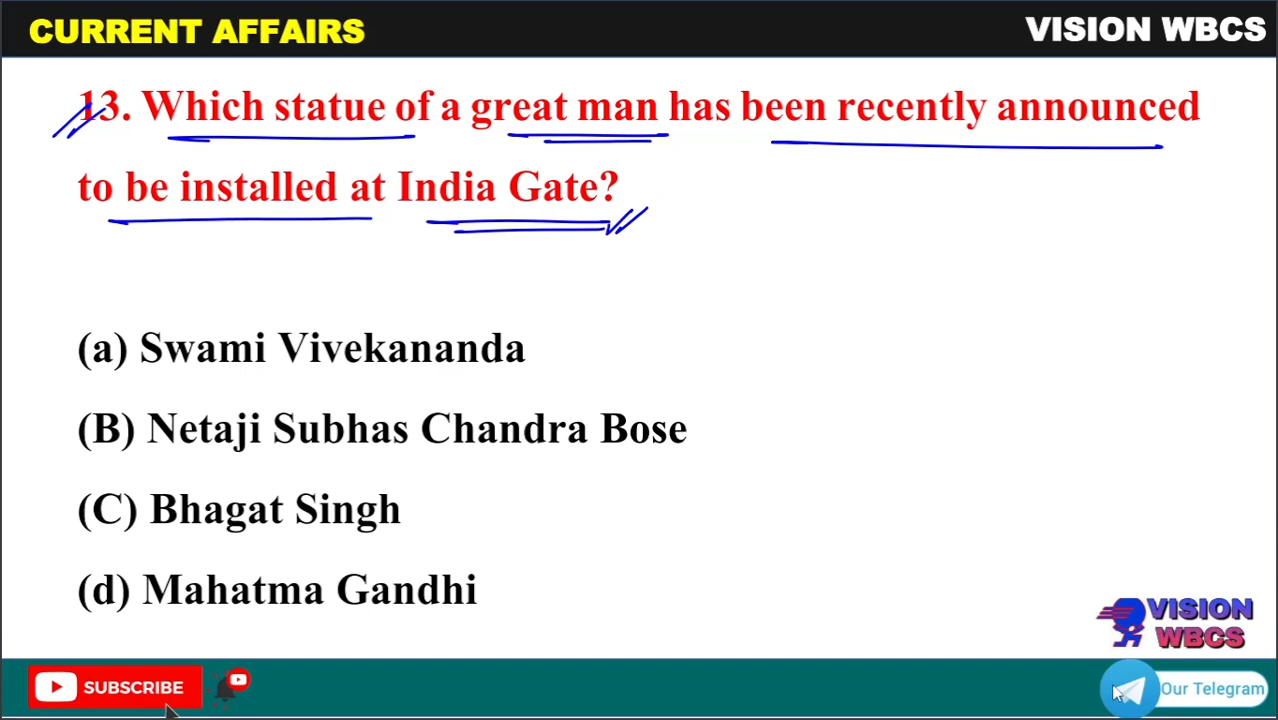 CURRENT AFFAIRS
VISION WBCS
13. Which statue of a great man has been recently announced
to be installed at India Gate?
(a) Swami Vivekananda
(B) Netaji Subhas Chandra Bose
(C) Bhagat Singh
(d) Mahatma Gandhi
VISION
WBCS
SUBSCRIBE
Our Telegram